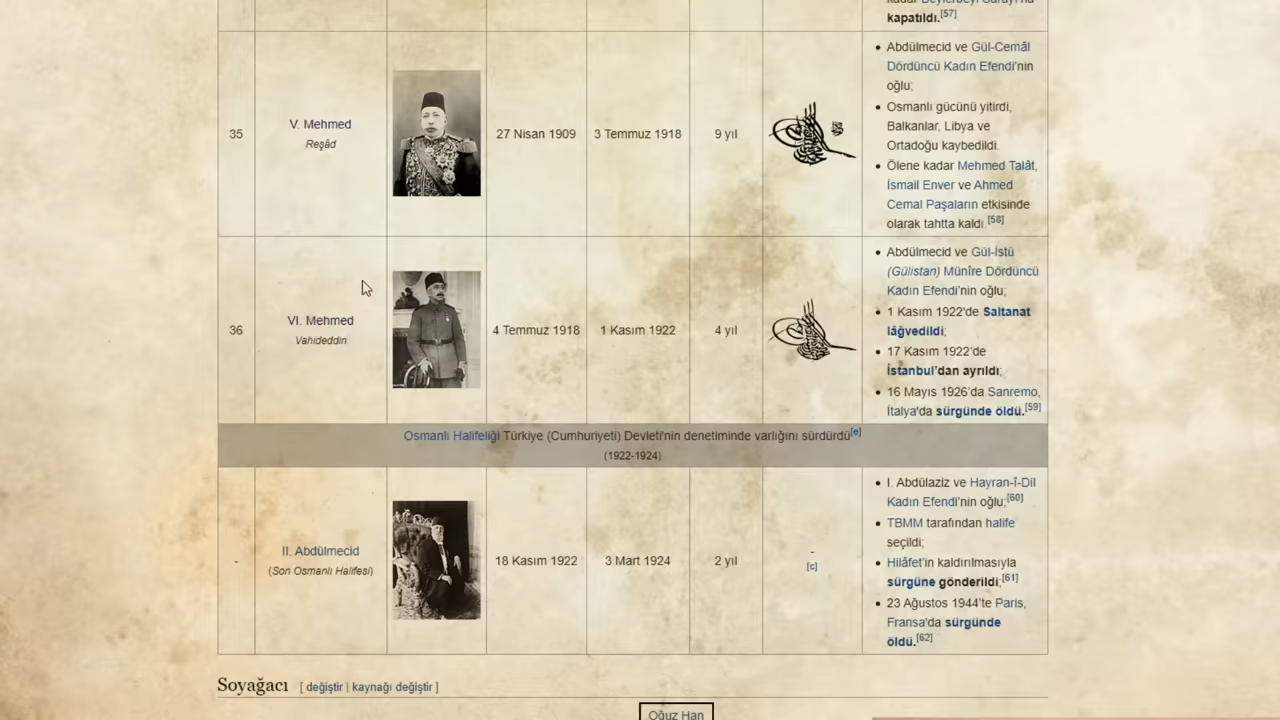 kapatıldı.[57]
35
V. Mehmed
Reşâd
27 Nisan 1909
3 Temmuz 1918
9 yıl
Abdülmecid ve Gül-Cemâl
Dördüncü Kadın Efendi'nin
oğlu;
Osmanlı gücünü yitirdi,
Balkanlar, Libya ve
Ortadoğu kaybedildi.
Ölene kadar Mehmed Talât,
İsmail Enver ve Ahmed
Cemal Paşaların etkisinde
olarak tahtta kaldı.[58]
36
VI. Mehmed
Vahideddin
4 Temmuz 1918
1 Kasım 1922
4 yıl
Abdülmecid ve Gül-İstü
(Gülistan) Münîre Dördüncü
Kadın Efendi'nin oğlu;
1 Kasım 1922'de Saltanat
lâğvedildi;
17 Kasım 1922'de
İstanbul'dan ayrıldı;
16 Mayıs 1926'da Sanremo,
İtalya'da sürgünde öldü.[59]
Osmanlı Halifeliği Türkiye (Cumhuriyeti) Devleti'nin denetiminde varlığını sürdürdü[e]
(1922-1924)
-
II. Abdülmecid
(Son Osmanlı Halifesi)
18 Kasım 1922
3 Mart 1924
2 yıl
-
[c]
I. Abdülaziz ve Hayran-î-Dil
Kadın Efendi'nin oğlu;[60]
TBMM tarafından halife
seçildi;
Hilâfet'in kaldırılmasıyla
sürgüne gönderildi;[61]
23 Ağustos 1944'te Paris,
Fransa'da sürgünde
öldü.[62]
Soyağacı [ değiştir | kaynağı değiştir ]
Oğuz Han